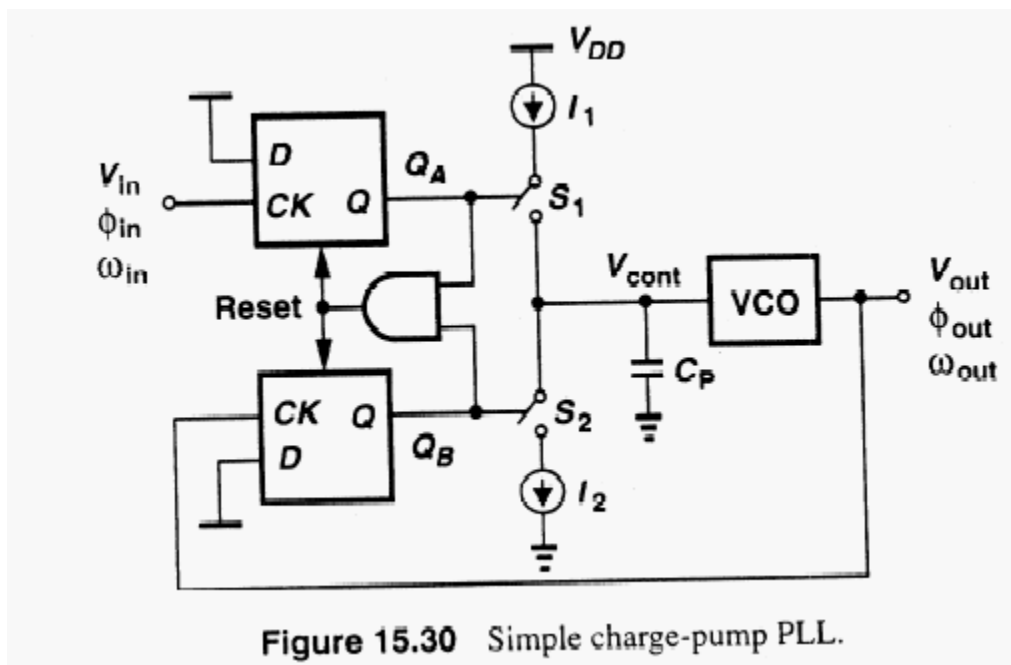 V_DD
I_1
D
Q_A
V_in
CK Q
S_1
ϕ_in
ω_in
V_cont
V_out
Reset
VCO
ϕ_out
C_P
ω_out
CK Q
S_2
D
Q_B
I_2
Figure 15.30 Simple charge-pump PLL.